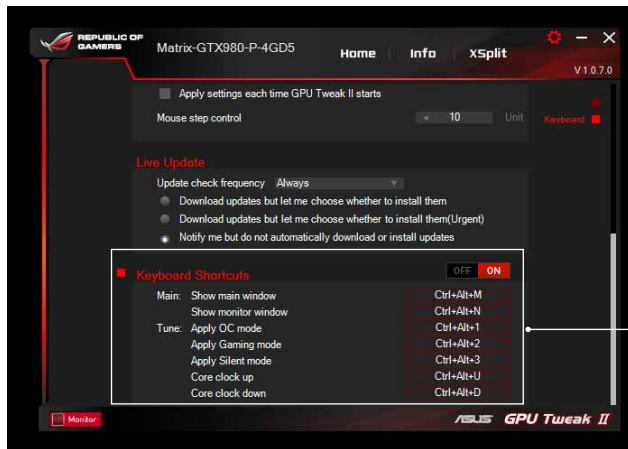 REPUBLIC OF
GAMERS
Matrix-GTX980-P-4GD5
Home
Info
XSplit
V 1.0.7.0
Apply settings each time GPU Tweak II starts
Mouse step control
10
Unit
Keyboard
Live Update
Update check frequency Always
Download updates but let me choose whether to install them
Download updates but let me choose whether to install them(Urgent)
Notify me but do not automatically download or install updates
Keyboard Shortcuts
OFF ON
Main: Show main window Ctrl+Alt+M
Show monitor window Ctrl+Alt+N
Tune: Apply OC mode Ctrl+Alt+1
Apply Gaming mode Ctrl+Alt+2
Apply Silent mode Ctrl+Alt+3
Core clock up Ctrl+Alt+U
Core clock down Ctrl+Alt+D
Monitor
ASUS GPU Tweak II